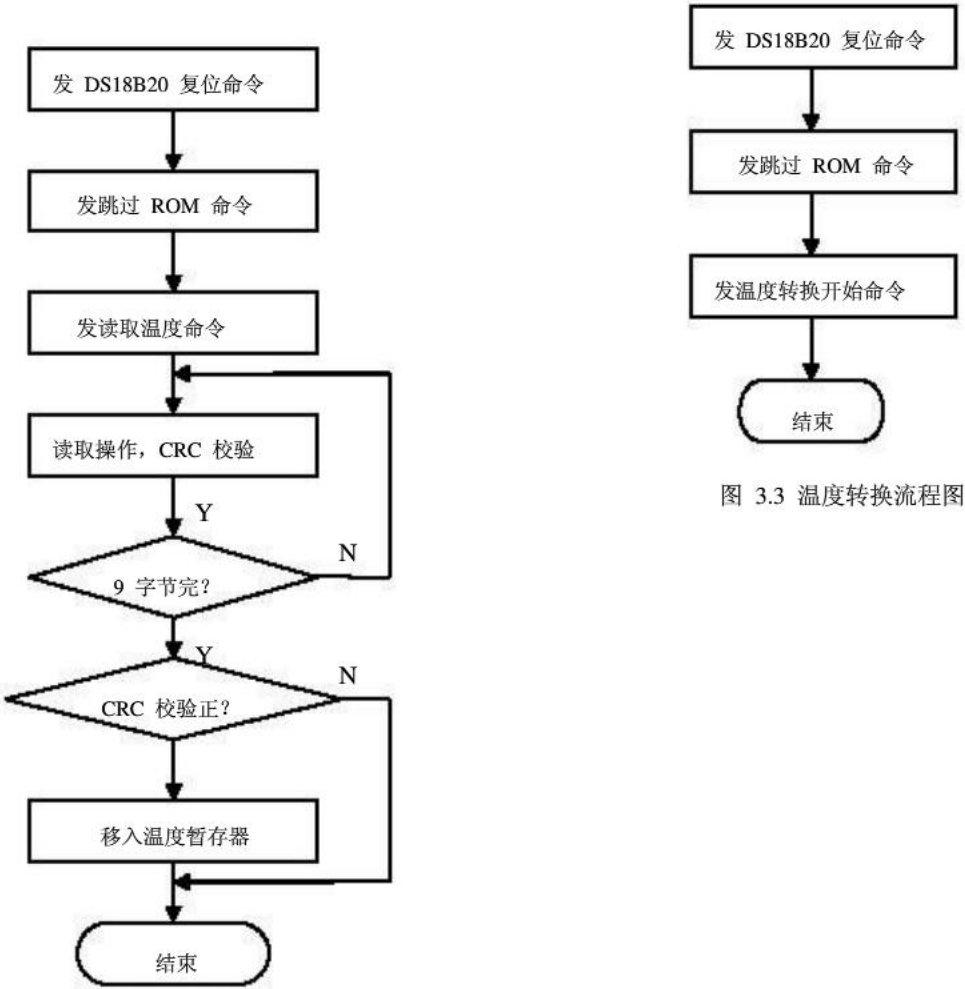 发 DS18B20 复位命令
发跳过 ROM 命令
发读取温度命令
读取操作，CRC 校验
Y
9 字节完？
N
Y
CRC 校验正？
N
移入温度暂存器
结束
发 DS18B20 复位命令
发跳过 ROM 命令
发温度转换开始命令
结束
图 3.3 温度转换流程图